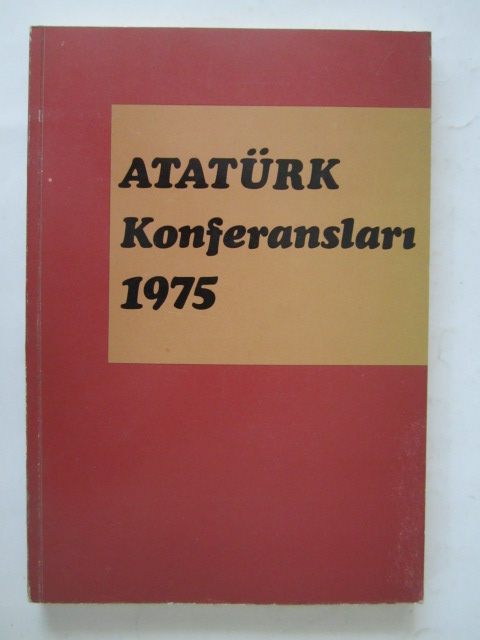 ATATÜRK
Konferansları
1975